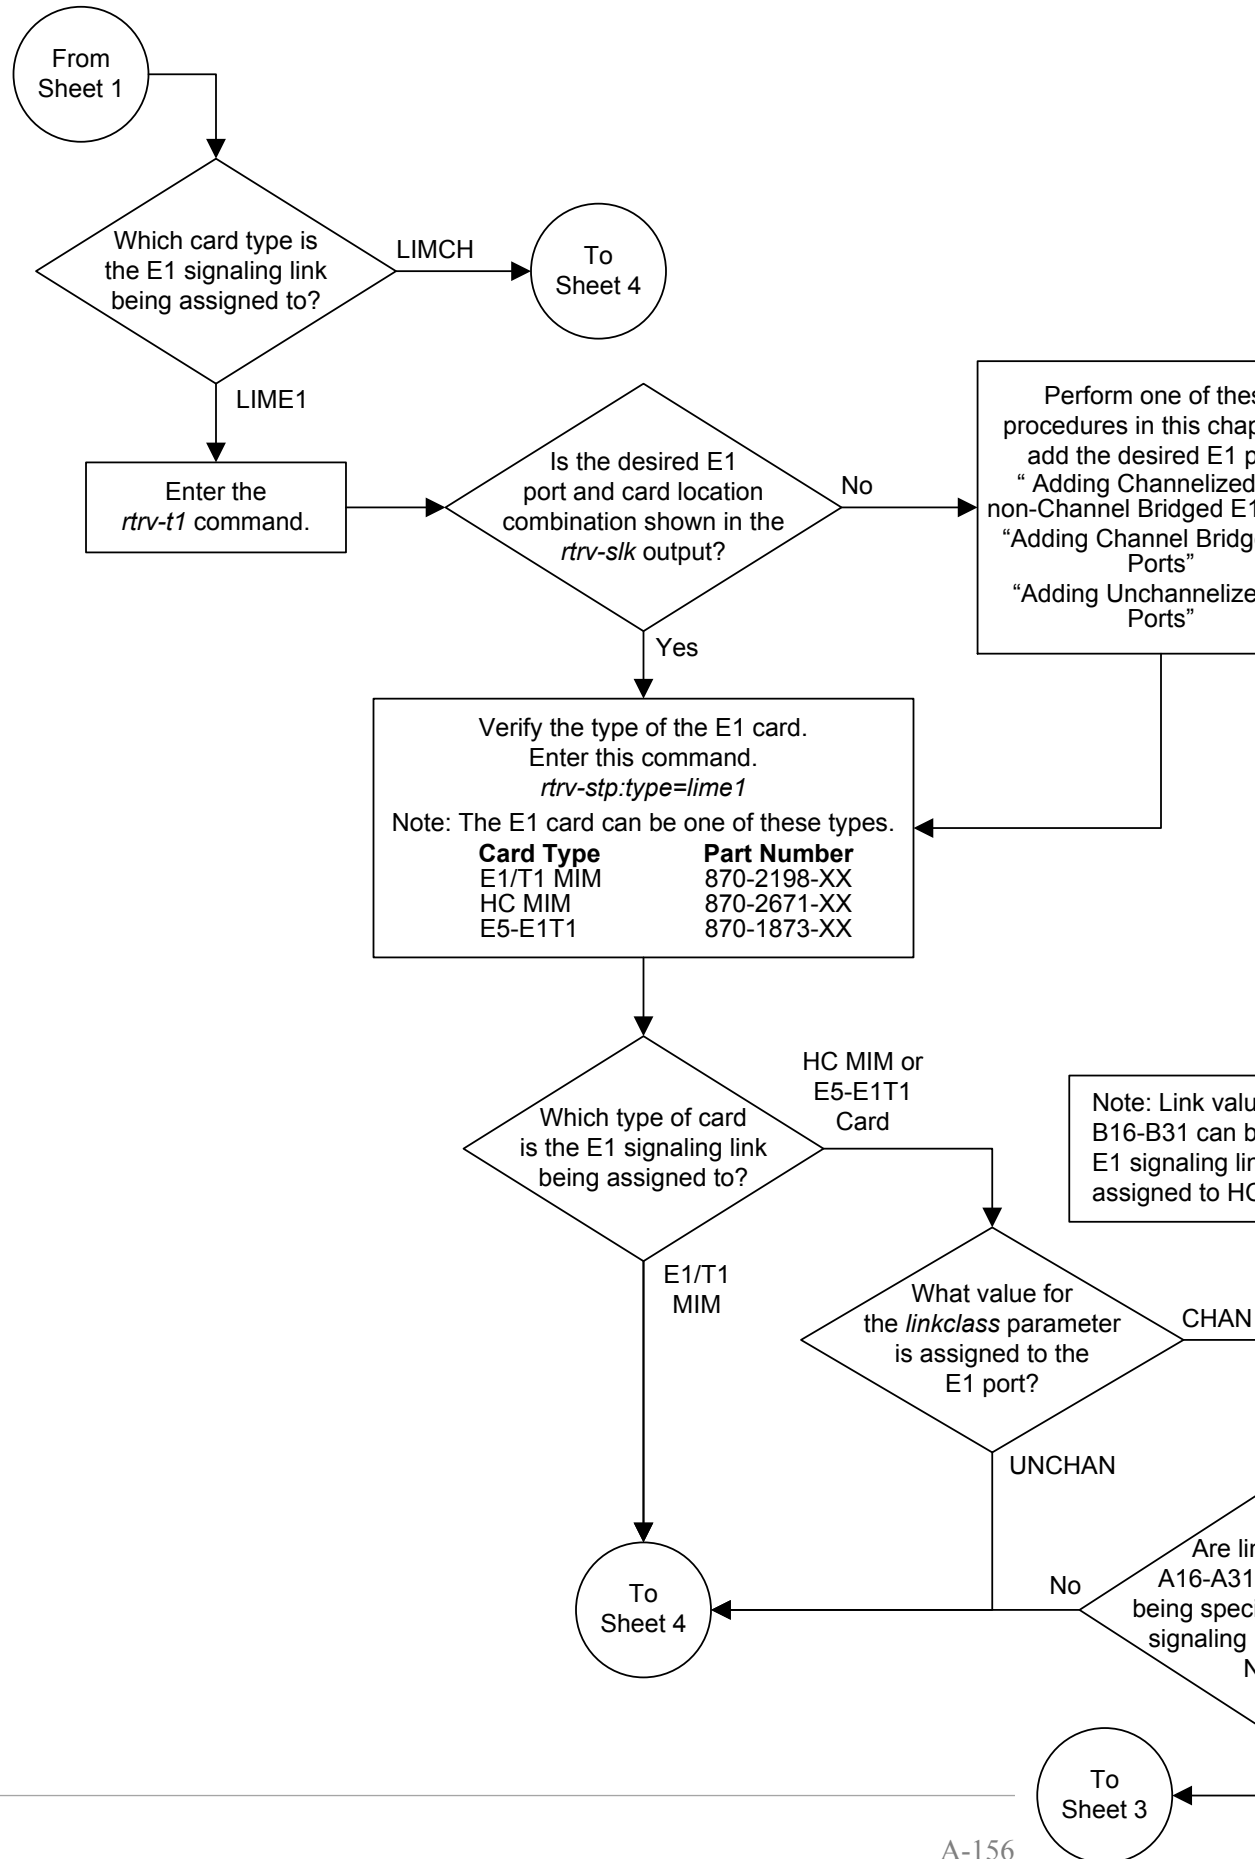 From
Sheet 1
Which card type is
the E1 signaling link
being assigned to?
LIMCH
To
Sheet 4
LIME1
Enter the
rtrv-t1 command.
Is the desired E1
port and card location
combination shown in the
rtrv-slk output?
No
Perform one of
procedures in this
add the desired E1
“ Adding Channelized
non-Channel Bridged E1
“Adding Channel
Ports”
“Adding
Ports”
Yes
Verify the type of the E1 card.
Enter this command.
rtrv-stp:type=lime1
Note: The E1 card can be one of these types.
Card Type Part Number
E1/T1 MIM 870-2198-XX
HC MIM 870-2671-XX
E5-E1T1 870-1873-XX
Which type of card
is the E1 signaling link
being assigned to?
HC MIM or
E5-E1T1
Card
Note: Link
B16-B31 can
E1 signaling
assigned to
E1/T1
MIM
What value for
the linkclass parameter
is assigned to the
E1 port?
CHAN
UNCHAN
To
Sheet 4
No
Are
A16-A31
being
signaling
To
Sheet 3
A-156